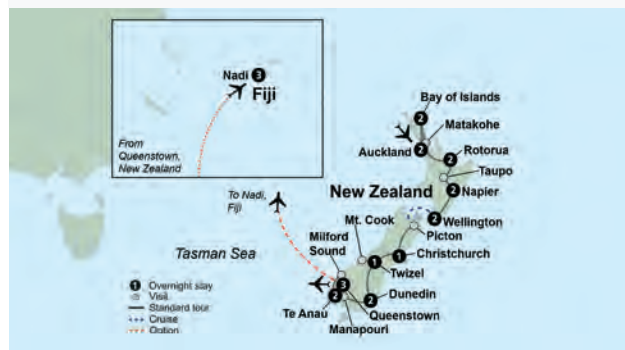 Nadi 3
Fiji
From
Queenstown,
New Zealand
To Nadi,
Fiji
Tasman Sea
New Zealand
Bay of Islands
2
Matakohe
Auckland 2
2 Rotorua
Taupo
2 Napier
2 Wellington
Picton
Mt. Cook
Milford
Sound
1 Christchurch
1 Twizel
3
2 Dunedin
Te Anau 2
Queenstown
Manapouri
1 Overnight stay
Visit
Standard tour
Cruise
Option